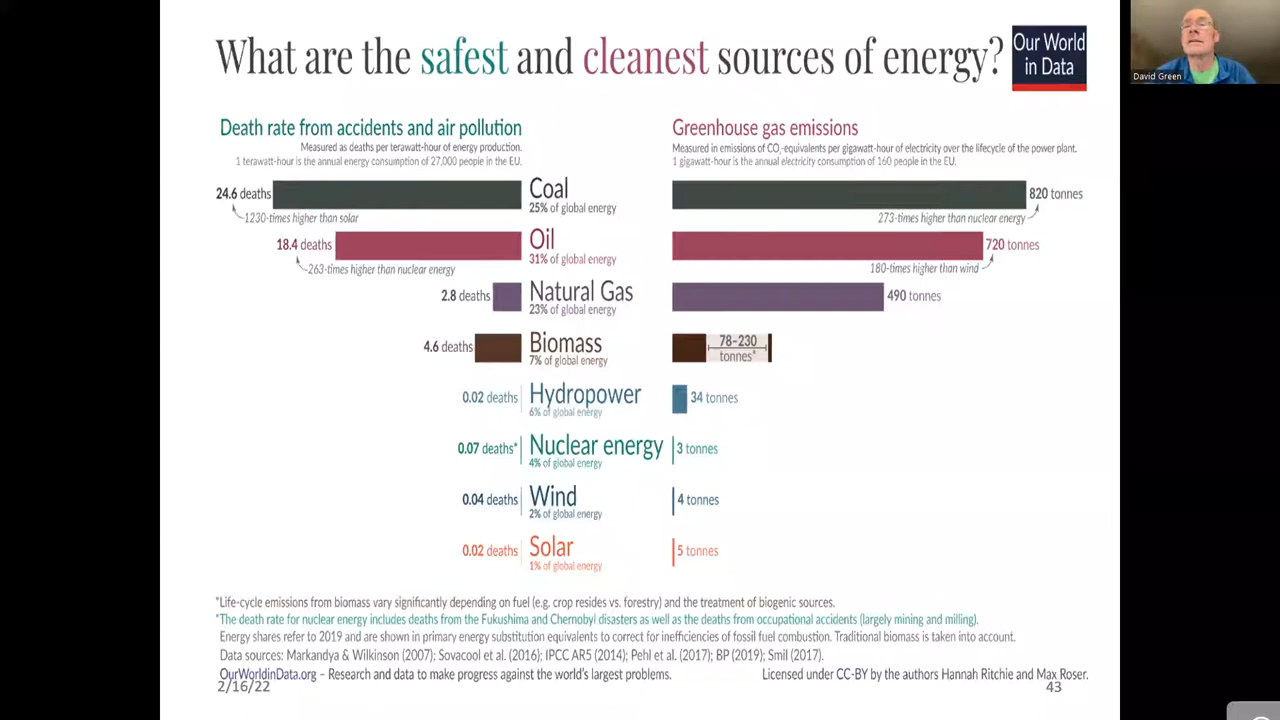 What are the safest and cleanest sources of energy?
Our World
in Data
David Green
Death rate from accidents and air pollution
Measured as deaths per terawatt-hour of energy production.
1 terawatt-hour is the annual energy consumption of 27,000 people in the EU.
Greenhouse gas emissions
Measured in emissions of CO₂-equivalents per gigawatt-hour of electricity over the lifecycle of the power plant.
1 gigawatt-hour is the annual electricity consumption of 160 people in the EU.
24.6 deaths
Coal
25% of global energy
820 tonnes
1230-times higher than solar
273-times higher than nuclear energy
18.4 deaths
Oil
31% of global energy
720 tonnes
263-times higher than nuclear energy
180-times higher than wind
2.8 deaths
Natural Gas
23% of global energy
490 tonnes
4.6 deaths
Biomass
7% of global energy
78–230
tonnes*
0.02 deaths
Hydropower
6% of global energy
34 tonnes
0.07 deaths*
Nuclear energy
4% of global energy
3 tonnes
0.04 deaths
Wind
2% of global energy
4 tonnes
0.02 deaths
Solar
1% of global energy
5 tonnes
*Life-cycle emissions from biomass vary significantly depending on fuel (e.g. crop resides vs. forestry) and the treatment of biogenic sources.
*The death rate for nuclear energy includes deaths from the Fukushima and Chernobyl disasters as well as the deaths from occupational accidents (largely mining and milling).
Energy shares refer to 2019 and are shown in primary energy substitution equivalents to correct for inefficiencies of fossil fuel combustion. Traditional biomass is taken into account.
Data sources: Markandya & Wilkinson (2007); Sovacool et al. (2016); IPCC AR5 (2014); Pehl et al. (2017); BP (2019); Smil (2017).
OurWorldinData.org – Research and data to make progress against the world's largest problems.
Licensed under CC-BY by the authors Hannah Ritchie and Max Roser.
2/16/22
43